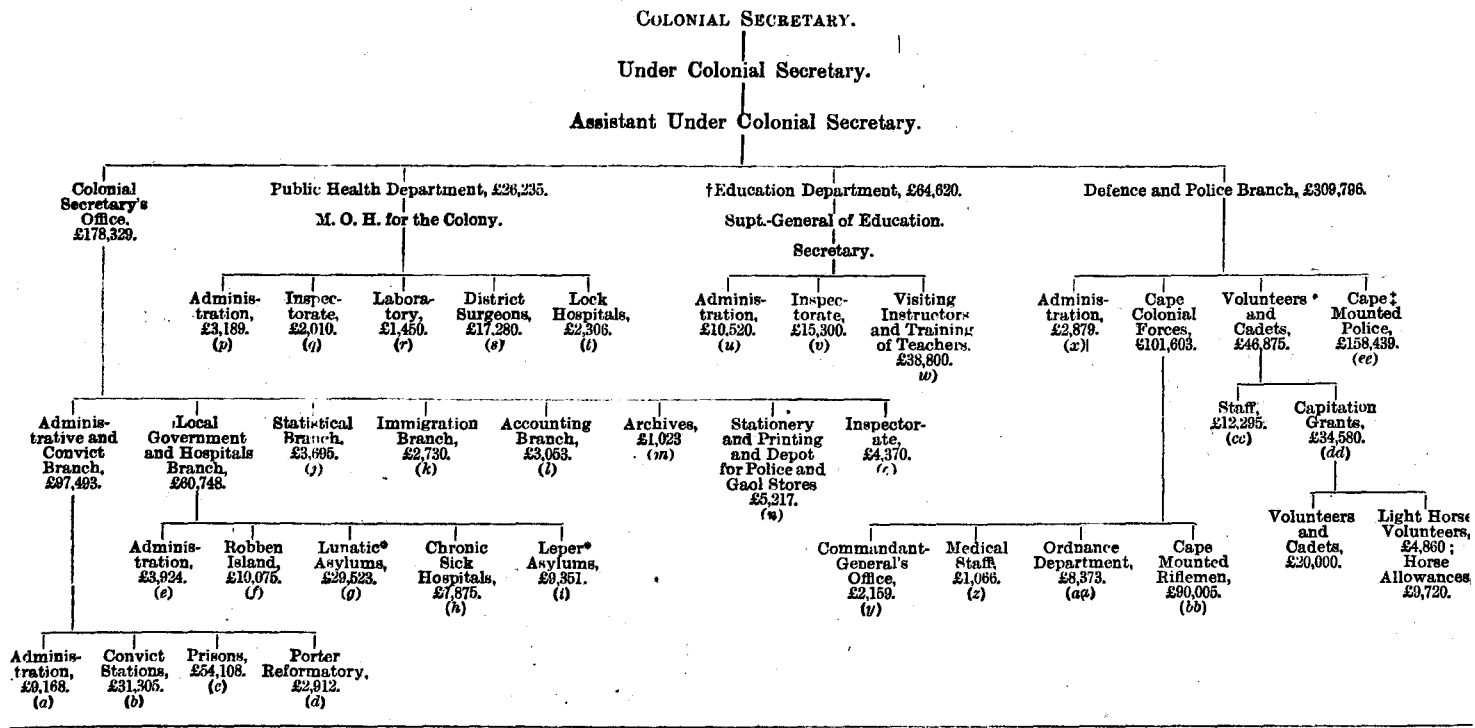 COLONIAL SECRETARY.
Under Colonial Secretary.
Assistant Under Colonial Secretary.
Colonial
Secretary's
Office.
£178,329.
Public Health Department, £26,235.
M. O. H. for the Colony.
†Education Department, £64,620.
Supt.-General of Education.
Secretary.
Defence and Police Branch, £309,796.
Adminis-
tration,
£3,189.
(p)
Inspec-
torate,
£2,010.
(q)
Labora-
tory,
£1,450.
(r)
District
Surgeons,
£17,280.
(s)
Lock
Hospitals,
£2,306.
(t)
Adminis-
tration,
£10,520.
(u)
Inspec-
torate,
£15,300.
(v)
Visiting
Instructors
and Training
of Teachers.
£38,800.
w)
Adminis-
tration,
£2,879.
(x)
Cape
Colonial
Forces,
£101,603.
Volunteers
and
Cadets,
£46,875.
Cape ‡
Mounted
Police,
£158,439.
(ee)
Staff,
£12,295.
(cc)
Capitation
Grants,
£34,580.
(dd)
Volunteers
and
Cadets,
£20,000.
Light Horse
Volunteers,
£4,860;
Horse
Allowances,
£9,720.
Adminis-
trative and
Convict
Branch,
£97,493.
Local
Government
and Hospitals
Branch,
£60,748.
Statistical
Branch,
£3,695.
(j)
Immigration
Branch,
£2,730.
(k)
Accounting
Branch,
£3,053.
(l)
Archives,
£1,023
(m)
Stationery
and Printing
and Depot
for Police and
Gaol Stores
£5,217.
(n)
Inspector-
ate,
£4,370.
Adminis-
tration,
£3,924.
(e)
Robben
Island,
£10,075.
(f)
Lunatic*
Asylums,
£29,523.
(g)
Chronic
Sick
Hospitals,
£7,875.
(h)
Leper*
Asylums,
£9,351.
(i)
Commandant-
General's
Office,
£2,159.
(y)
Medical
Staff,
£1,066.
(z)
Ordnance
Department,
£8,373.
(aa)
Cape
Mounted
Riflemen,
£90,005.
(bb)
Adminis-
tration,
£9,168.
(a)
Convict
Stations,
£31,305.
(b)
Prisons,
£54,108.
(c)
Porter
Reformatory,
£2,912.
(d)